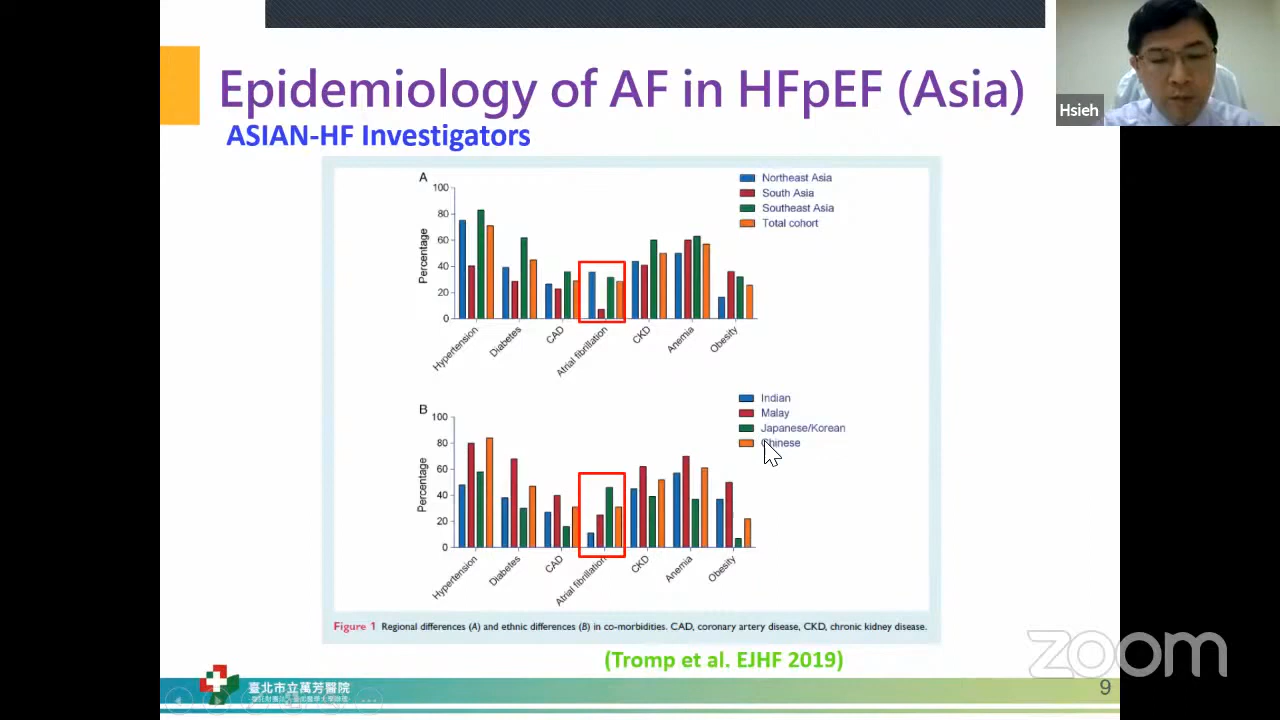 Epidemiology of AF in HFpEF (Asia)
Hsieh
ASIAN-HF Investigators
A
Northeast Asia
South Asia
Southeast Asia
Total cohort
Percentage
100
80
60
40
20
0
Hypertension
Diabetes
CAD
Atrial fibrillation
CKD
Anemia
Obesity
B
Indian
Malay
Japanese/Korean
Chinese
Percentage
100
80
60
40
20
0
Hypertension
Diabetes
CAD
Atrial fibrillation
CKD
Anemia
Obesity
Figure 1 Regional differences (A) and ethnic differences (B) in co-morbidities. CAD, coronary artery disease, CKD, chronic kidney disease.
(Tromp et al. EJHF 2019)
zoom
臺北市立萬芳醫院
9